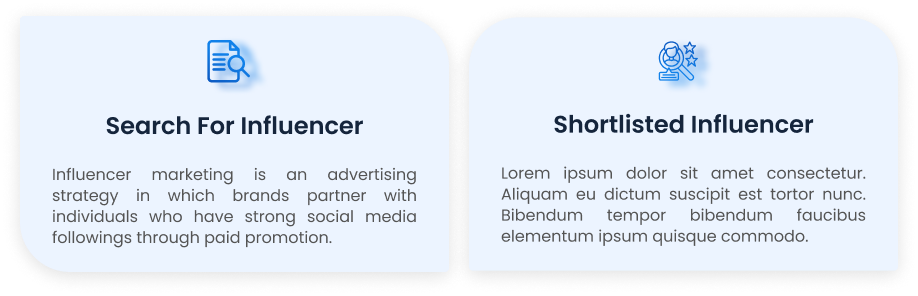 Search For Influencer
Influencer marketing is an advertising
strategy in which brands partner with
individuals who have strong social media
followings through paid promotion.
Shortlisted Influencer
Lorem ipsum dolor sit amet consectetur.
Aliquam eu dictum suscipit est tortor nunc.
Bibendum tempor bibendum faucibus
elementum ipsum quisque commodo.